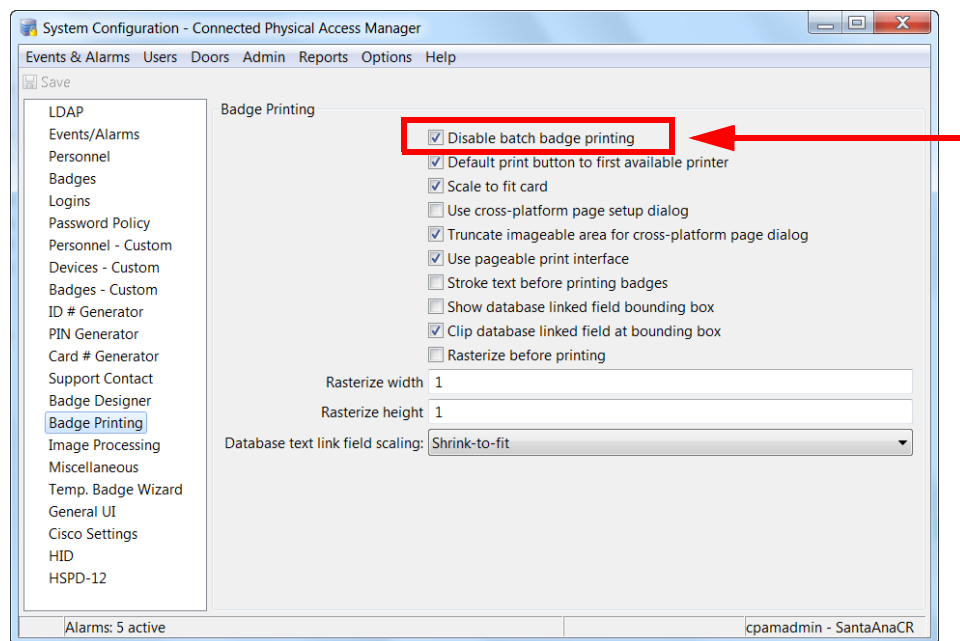 System Configuration - Connected Physical Access Manager
Events & Alarms Users Doors Admin Reports Options Help
Save
LDAP
Events/Alarms
Personnel
Badges
Logins
Password Policy
Personnel - Custom
Devices - Custom
Badges - Custom
ID # Generator
PIN Generator
Card # Generator
Support Contact
Badge Designer
Badge Printing
Image Processing
Miscellaneous
Temp. Badge Wizard
General UI
Cisco Settings
HID
HSPD-12
Badge Printing
Disable batch badge printing
Default print button to first available printer
Scale to fit card
Use cross-platform page setup dialog
Truncate imageable area for cross-platform page dialog
Use pageable print interface
Stroke text before printing badges
Show database linked field bounding box
Clip database linked field at bounding box
Rasterize before printing
Rasterize width 1
Rasterize height 1
Database text link field scaling: Shrink-to-fit
Alarms: 5 active
cpamadmin - SantaAnaCR